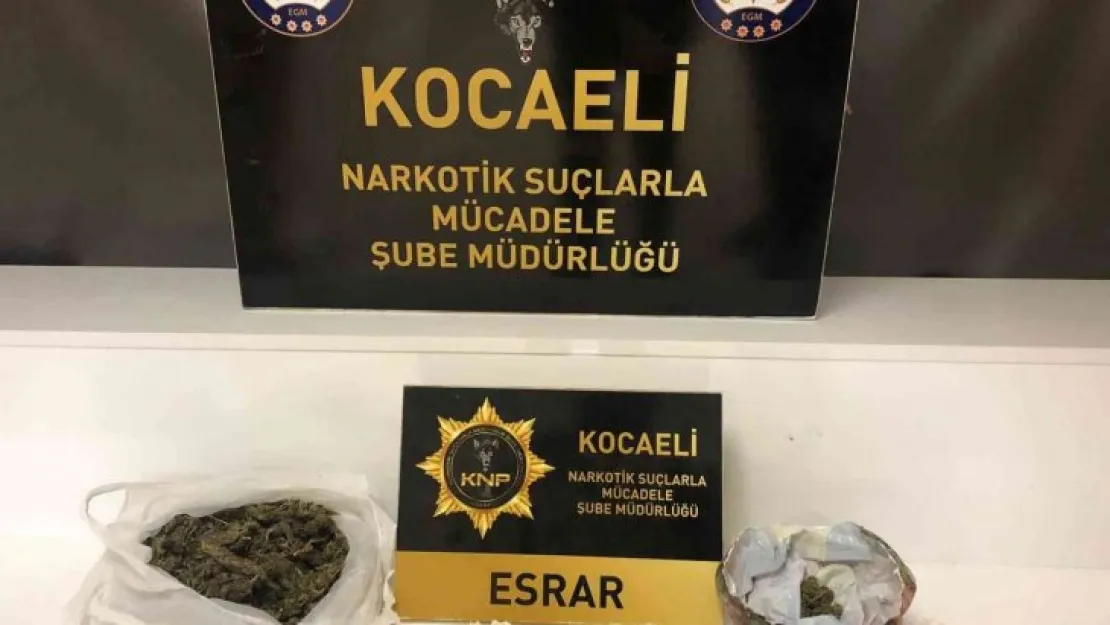 EGM
EGM
KOCAELİ
NARKOTİK SUÇLARLA
MÜCADELE
ŞUBE MÜDÜRLÜĞÜ
KNP
KOCAELİ
NARKOTİK SUÇLARLA
MÜCADELE
ŞUBE MÜDÜRLÜĞÜ
ESRAR